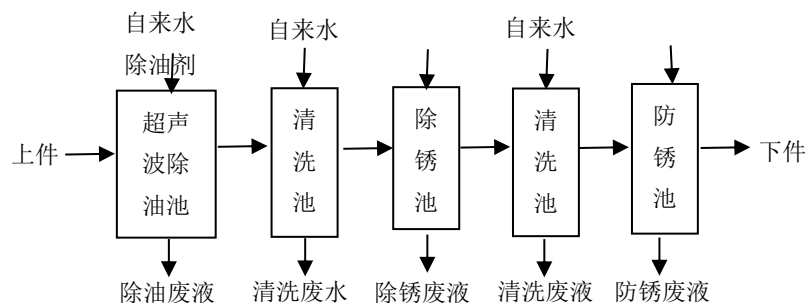 自来水
除油剂
自来水
自来水
上件
超声
波除
油池
清
洗
池
除
锈
池
清
洗
池
防
锈
池
下件
除油废液
清洗废水
除锈废液
清洗废液
防锈废液